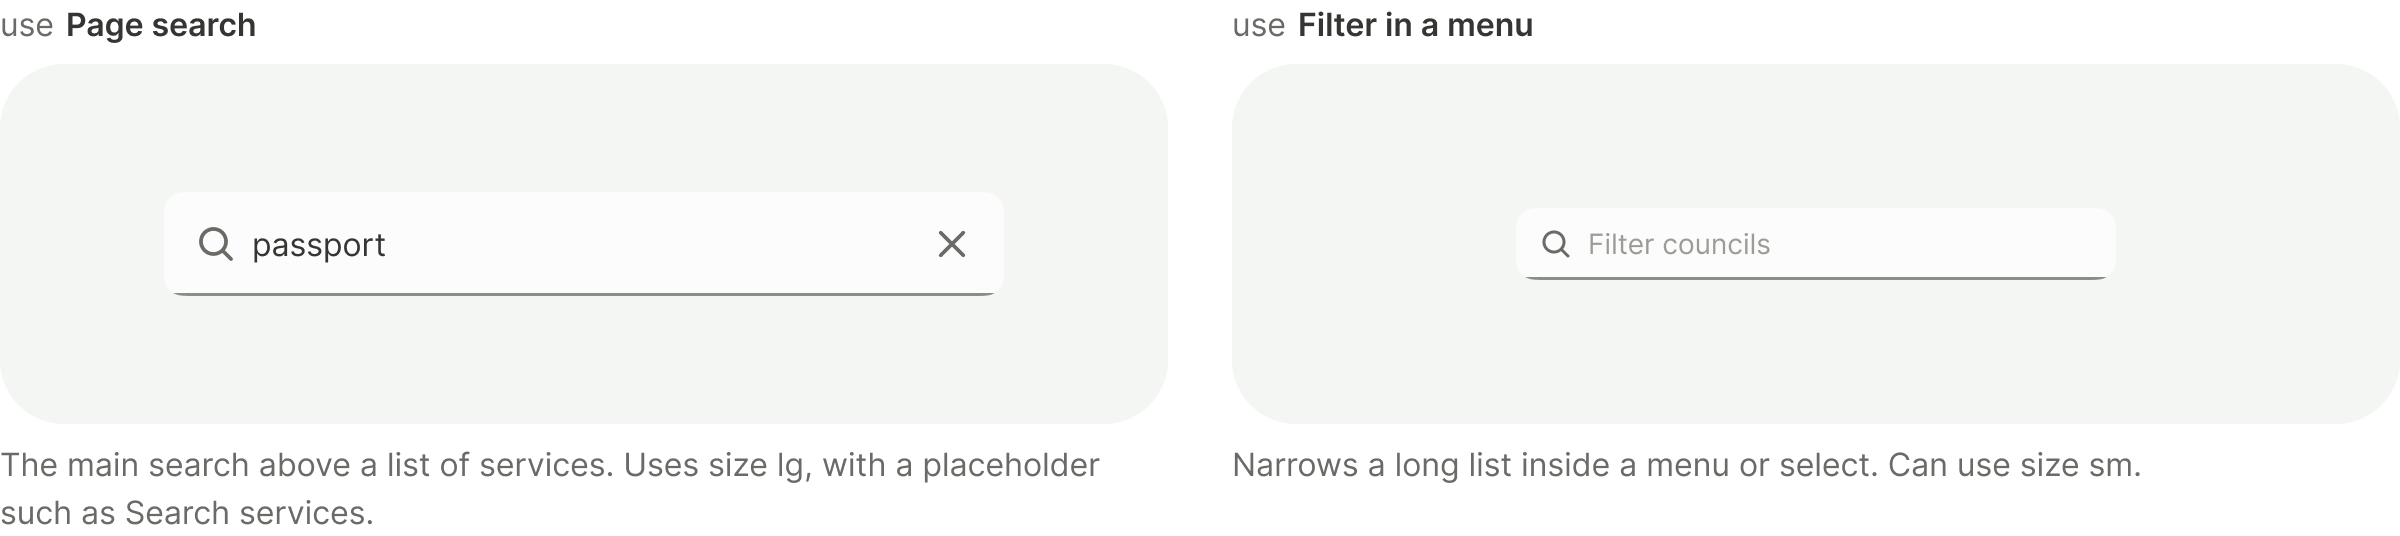 use Page search
passport
The main search above a list of services. Uses size lg, with a placeholder
such as Search services.
use Filter in a menu
Filter councils
Narrows a long list inside a menu or select. Can use size sm.